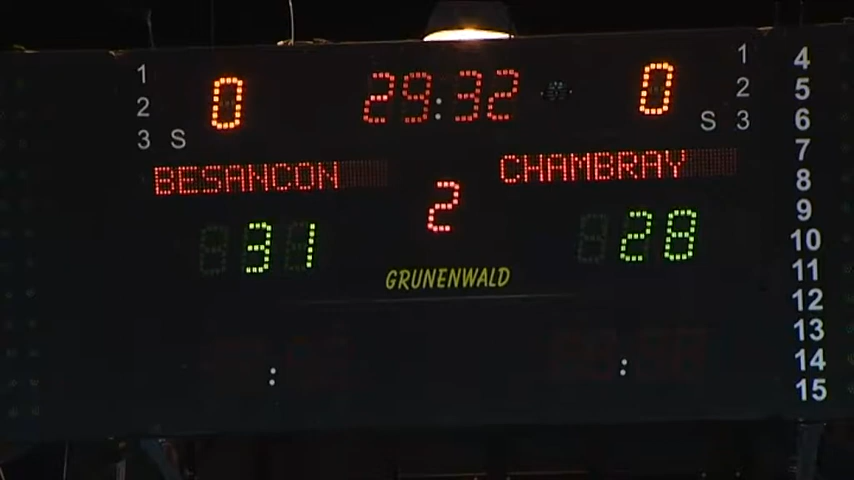 1 0 29:32 0 1 4
2 2 5
3 S S 3 6
BESANCON CHAMBRAY 7
2 8
31 28 9
10
GRUNENWALD 11
12
13
: : 14
15